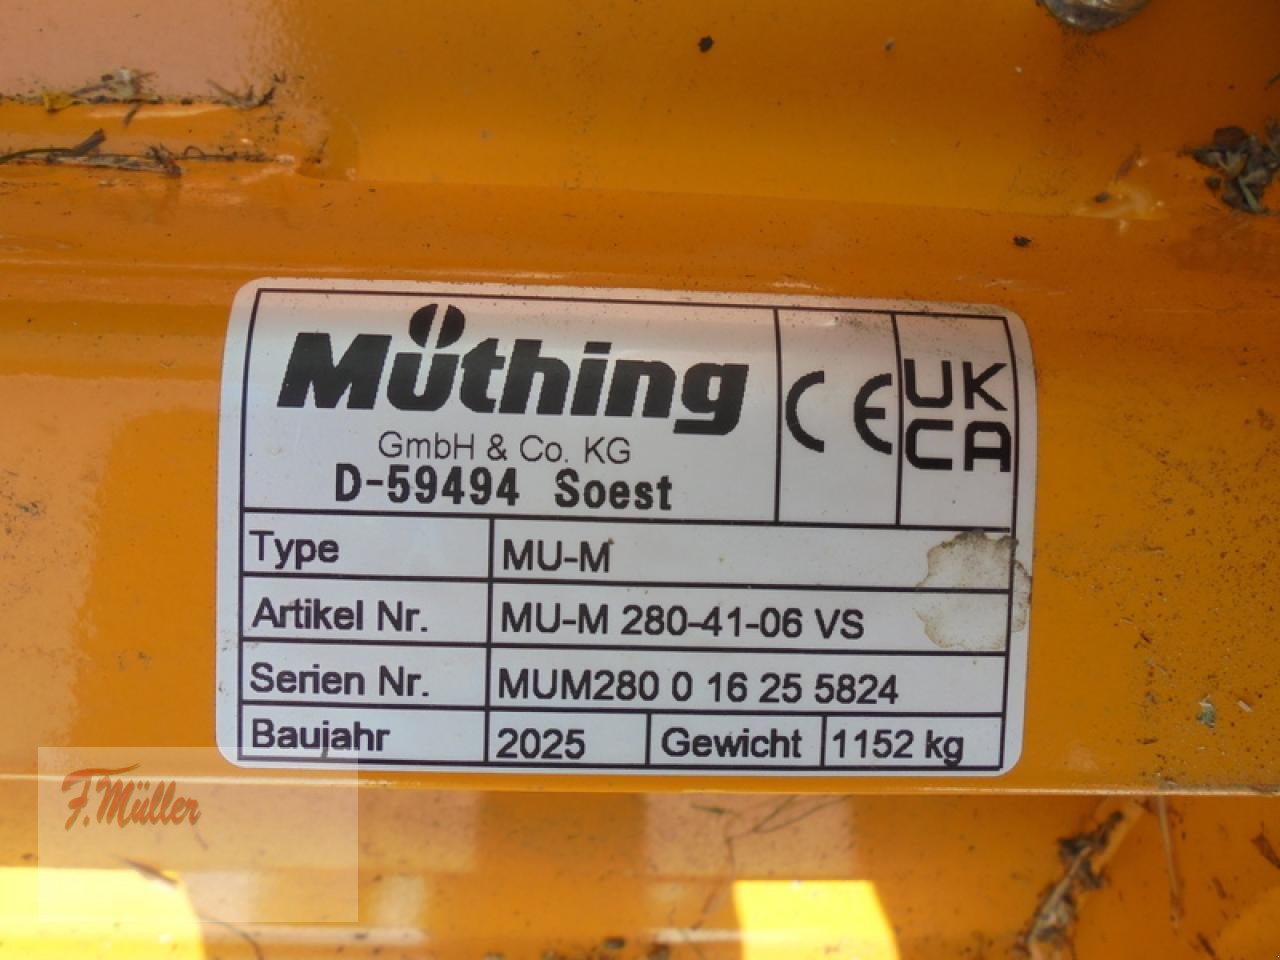 Müthing
GmbH & Co. KG
D-59494 Soest
CE
UK
CA
Type MU-M
Artikel Nr. MU-M 280-41-06 VS
Serien Nr. MUM280 0 16 25 5824
Baujahr 2025 Gewicht 1152 kg
F. Müller